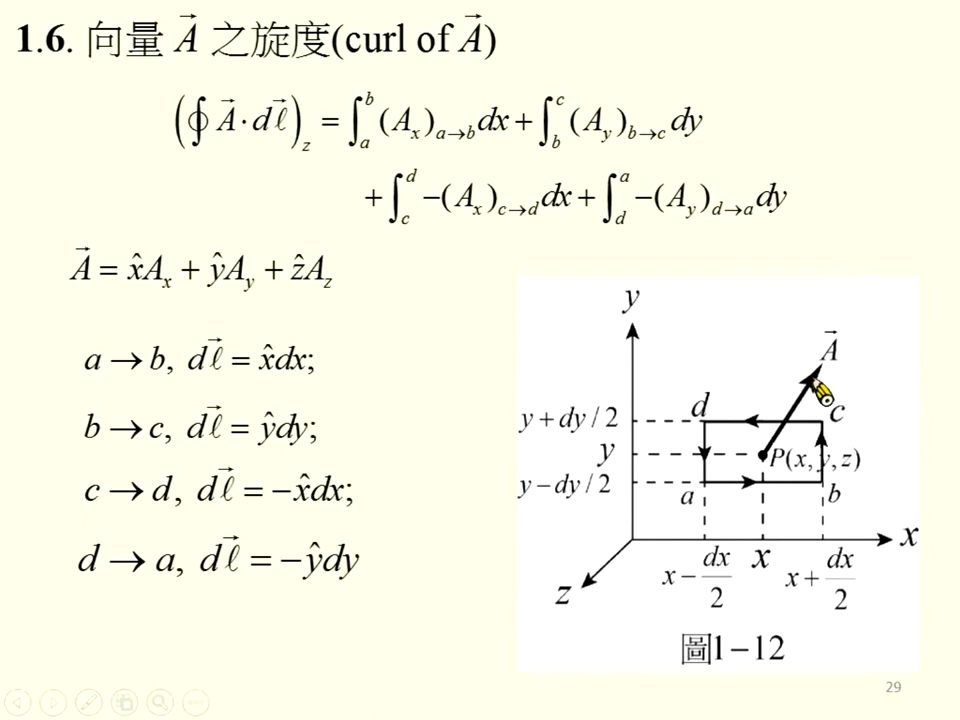 1.6. 向量 A⃗ 之旋度(curl of A⃗)
(∮ A⃗ · dℓ⃗)_z = ∫_a^b (A_x)_{a→b} dx + ∫_b^c (A_y)_{b→c} dy
+ ∫_c^d −(A_x)_{c→d} dx + ∫_d^a −(A_y)_{d→a} dy
A⃗ = x̂A_x + ŷA_y + ẑA_z
a → b, dℓ⃗ = x̂dx;
b → c, dℓ⃗ = ŷdy;
c → d, dℓ⃗ = −x̂dx;
d → a, dℓ⃗ = −ŷdy
y
A⃗
y + dy / 2
d
c
y
P(x, y, z)
y − dy / 2
a
b
x
z
x − dx/2
x
x + dx/2
圖1−12
29